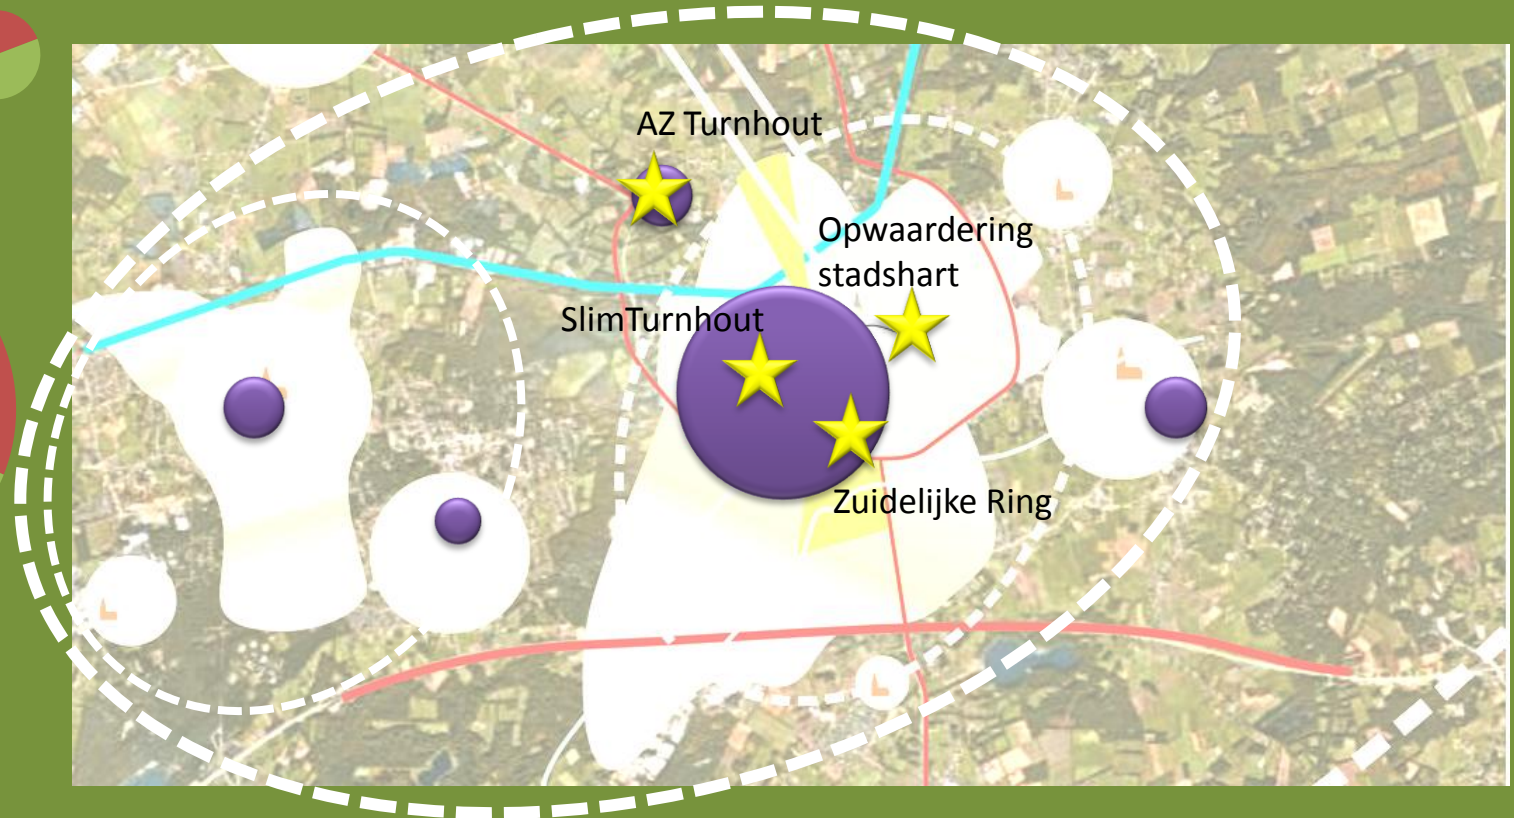 AZ Turnhout
Opwaardering
stadshart
SlimTurnhout
Zuidelijke Ring